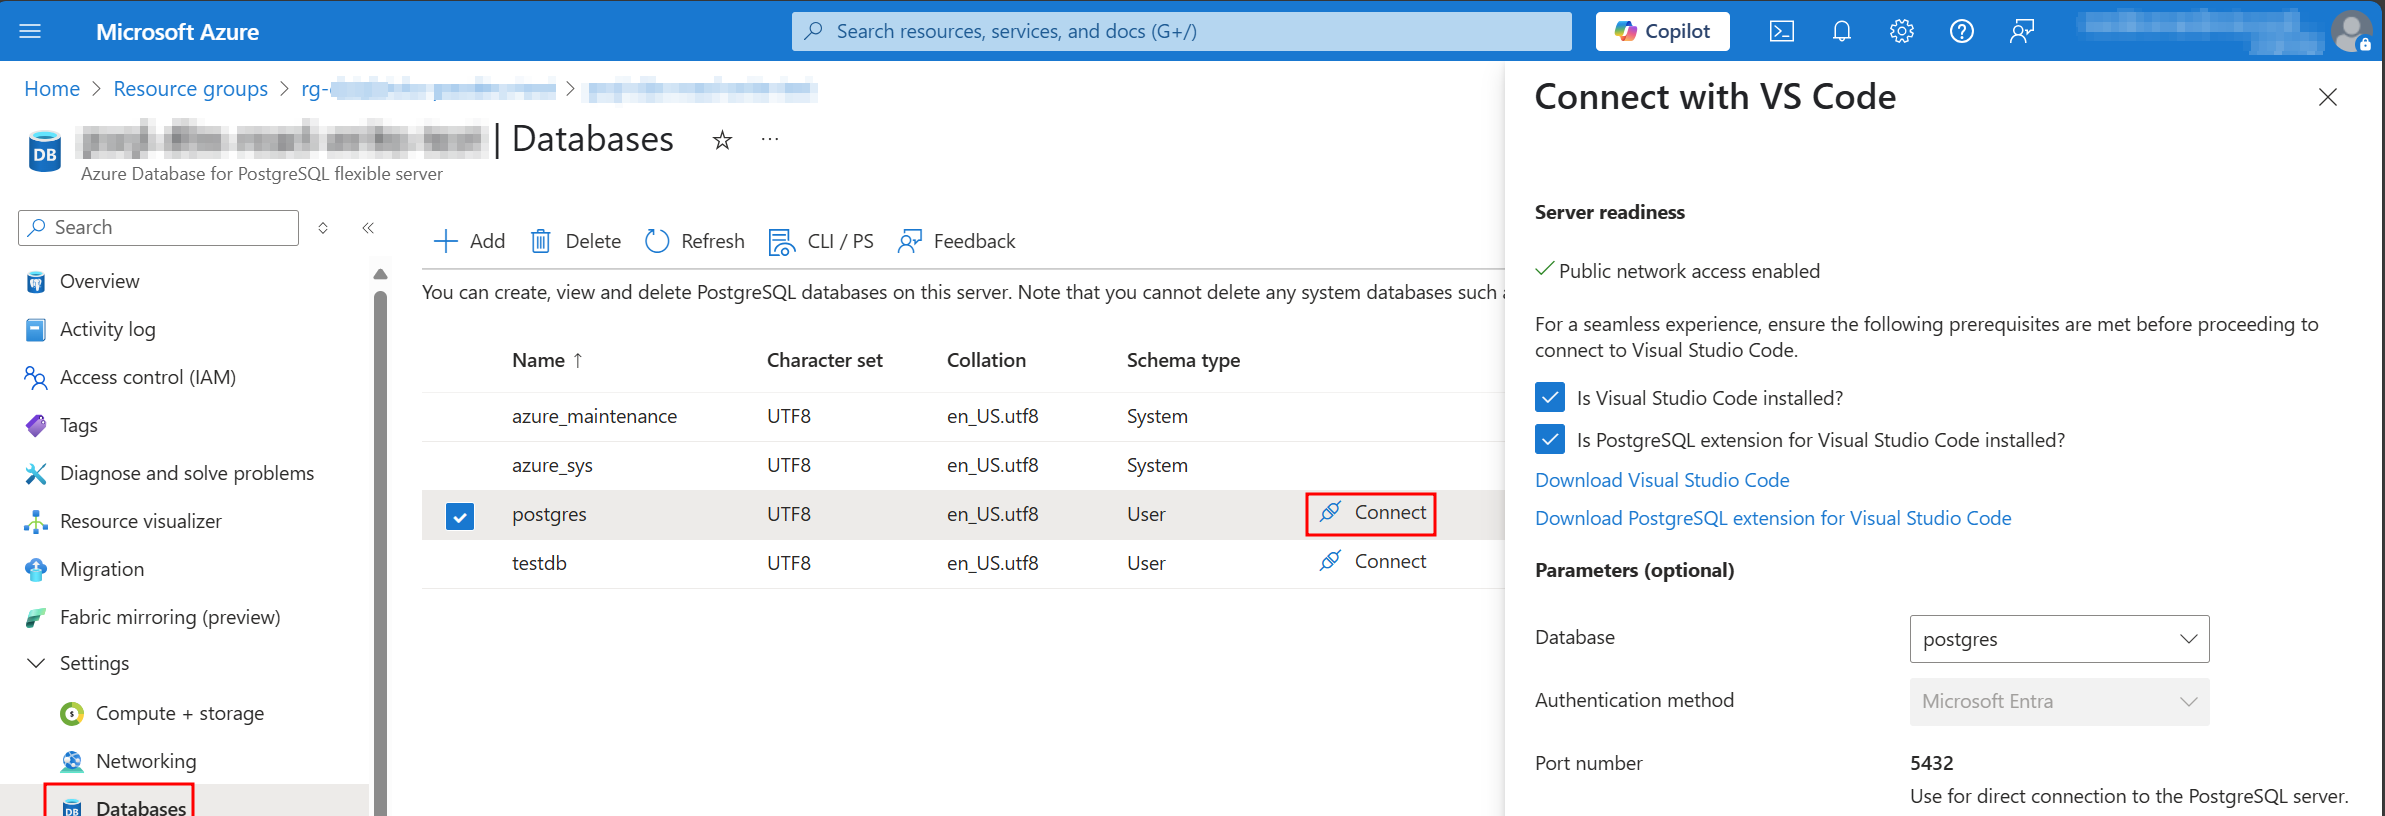 Microsoft Azure
Search resources, services, and docs (G+/)
Copilot
Home > Resource groups > rg- >
| Databases
Azure Database for PostgreSQL flexible server
Search
Overview
Activity log
Access control (IAM)
Tags
Diagnose and solve problems
Resource visualizer
Migration
Fabric mirroring (preview)
Settings
Compute + storage
Networking
Databases
Add Delete Refresh CLI / PS Feedback
You can create, view and delete PostgreSQL databases on this server. Note that you cannot delete any system databases such
Name ↑ Character set Collation Schema type
azure_maintenance UTF8 en_US.utf8 System
azure_sys UTF8 en_US.utf8 System
postgres UTF8 en_US.utf8 User Connect
testdb UTF8 en_US.utf8 User Connect
Connect with VS Code
Server readiness
Public network access enabled
For a seamless experience, ensure the following prerequisites are met before proceeding to
connect to Visual Studio Code.
Is Visual Studio Code installed?
Is PostgreSQL extension for Visual Studio Code installed?
Download Visual Studio Code
Download PostgreSQL extension for Visual Studio Code
Parameters (optional)
Database postgres
Authentication method Microsoft Entra
Port number 5432
Use for direct connection to the PostgreSQL server.